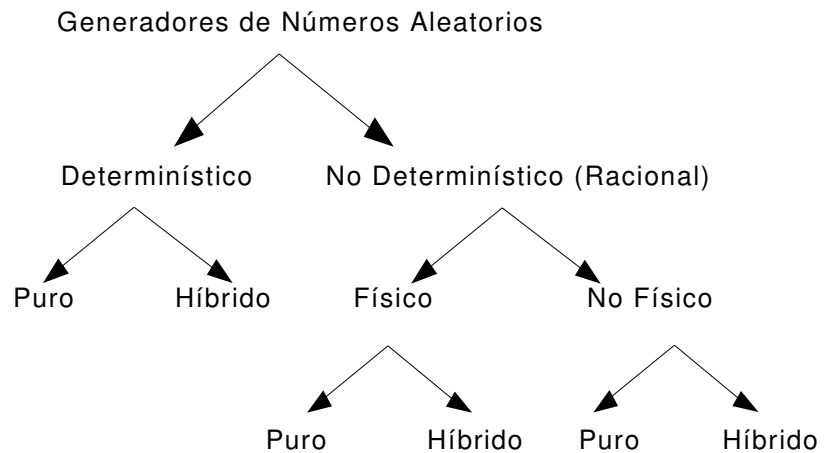 Generadores de Números Aleatorios
Determinístico No Determinístico (Racional)
Puro Híbrido Físico No Físico
Puro Híbrido Puro Híbrido